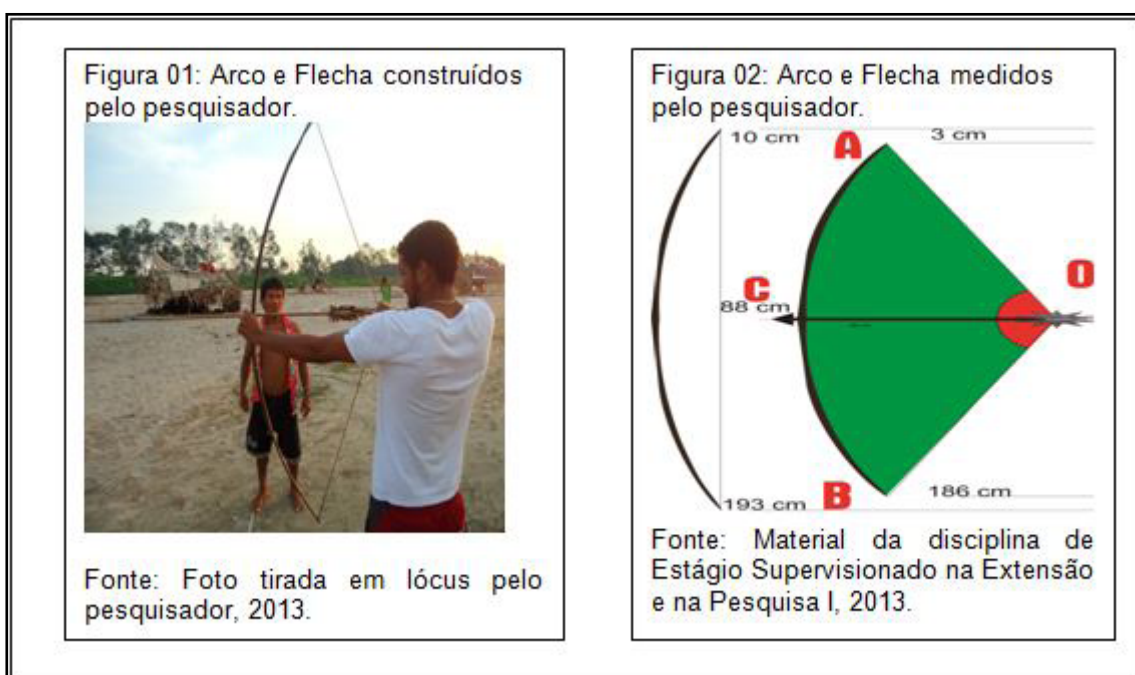 Figura 01: Arco e Flecha construídos
pelo pesquisador.
Fonte: Foto tirada em lócus pelo
pesquisador, 2013.
Figura 02: Arco e Flecha medidos
pelo pesquisador.
10 cm
3 cm
A
O
C
88 cm
B
186 cm
193 cm
Fonte: Material da disciplina de
Estágio Supervisionado na Extensão
e na Pesquisa I, 2013.